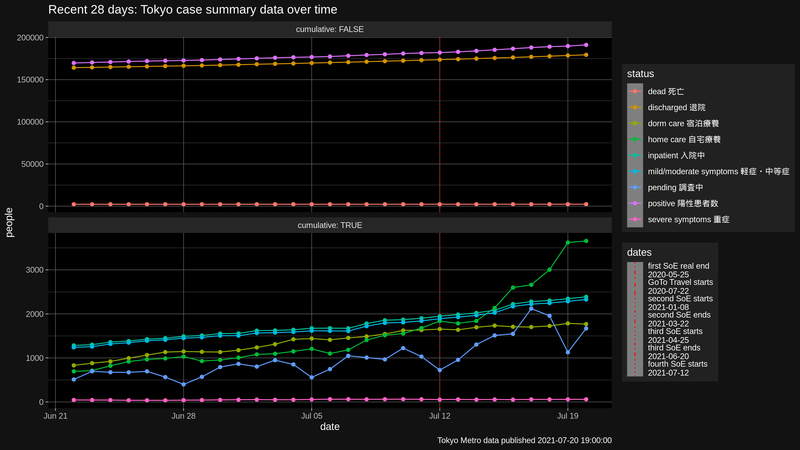 Recent 28 days: Tokyo case summary data over time
cumulative: FALSE
200000
150000
100000
50000
0
cumulative: TRUE
3000
2000
1000
0
Jun 21
Jun 28
Jul 05
Jul 12
Jul 19
people
date
Tokyo Metro data published 2021-07-20 19:00:00
status
dead 死亡
discharged 退院
dorm care 宿泊療養
home care 自宅療養
inpatient 入院中
mild/moderate symptoms 軽症・中等症
pending 調査中
positive 陽性患者数
severe symptoms 重症
dates
first SoE real end
2020-05-25
GoTo Travel starts
2020-07-22
second SoE starts
2021-01-08
second SoE ends
2021-03-22
third SoE starts
2021-04-25
third SoE ends
2021-06-20
fourth SoE starts
2021-07-12